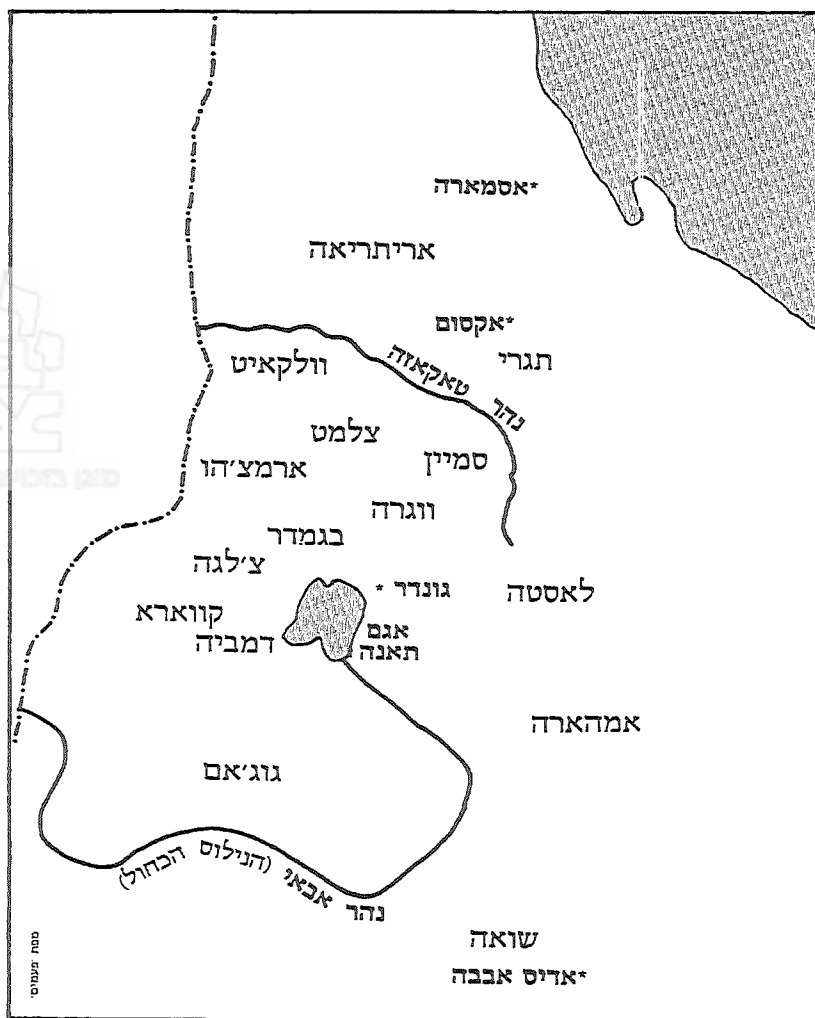 *אסמארה
אריתריאה
*אקסום
תגרי
נהר טאקאזה
וולקאיט
צלמט
סמיין
ארמצ'הו
ווגרה
בגמדר
צ'לגה
גונדר *
לאסטה
קווארא
אגם
תאנה
דמביה
אמהארה
גוג'אם
נהר אבאי (הנילוס הכחול)
שואה
*אדיס אבבה
מפת 'פעמים'